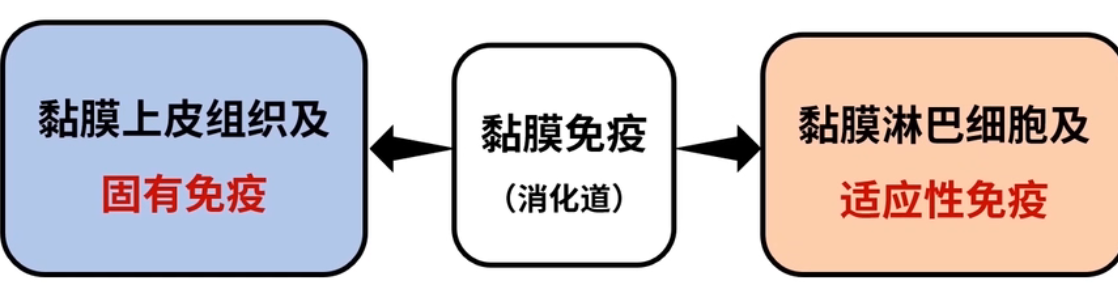 黏膜上皮组织及
固有免疫
黏膜免疫
（消化道）
黏膜淋巴细胞及
适应性免疫